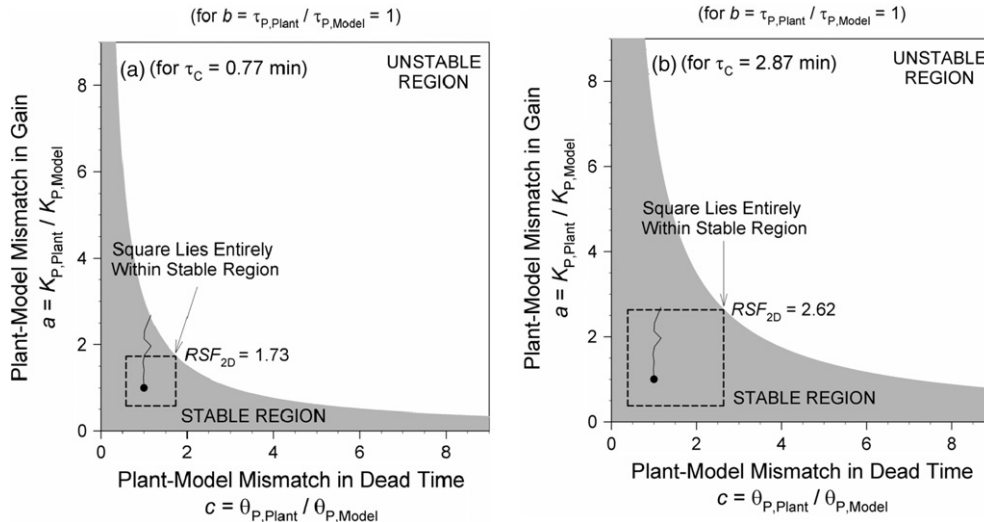 (for b = τP,Plant / τP,Model = 1)
(a) (for τC = 0.77 min)
UNSTABLE
REGION
8
6
4
2
0
Plant-Model Mismatch in Gain
a = KP,Plant / KP,Model
Square Lies Entirely
Within Stable Region
RSF2D = 1.73
STABLE REGION
0 2 4 6 8
Plant-Model Mismatch in Dead Time
c = θP,Plant / θP,Model
(for b = τP,Plant / τP,Model = 1)
(b) (for τC = 2.87 min)
UNSTABLE
REGION
8
6
4
2
0
Plant-Model Mismatch in Gain
a = KP,Plant / KP,Model
Square Lies Entirely
Within Stable Region
RSF2D = 2.62
STABLE REGION
0 2 4 6 8
Plant-Model Mismatch in Dead Time
c = θP,Plant / θP,Model